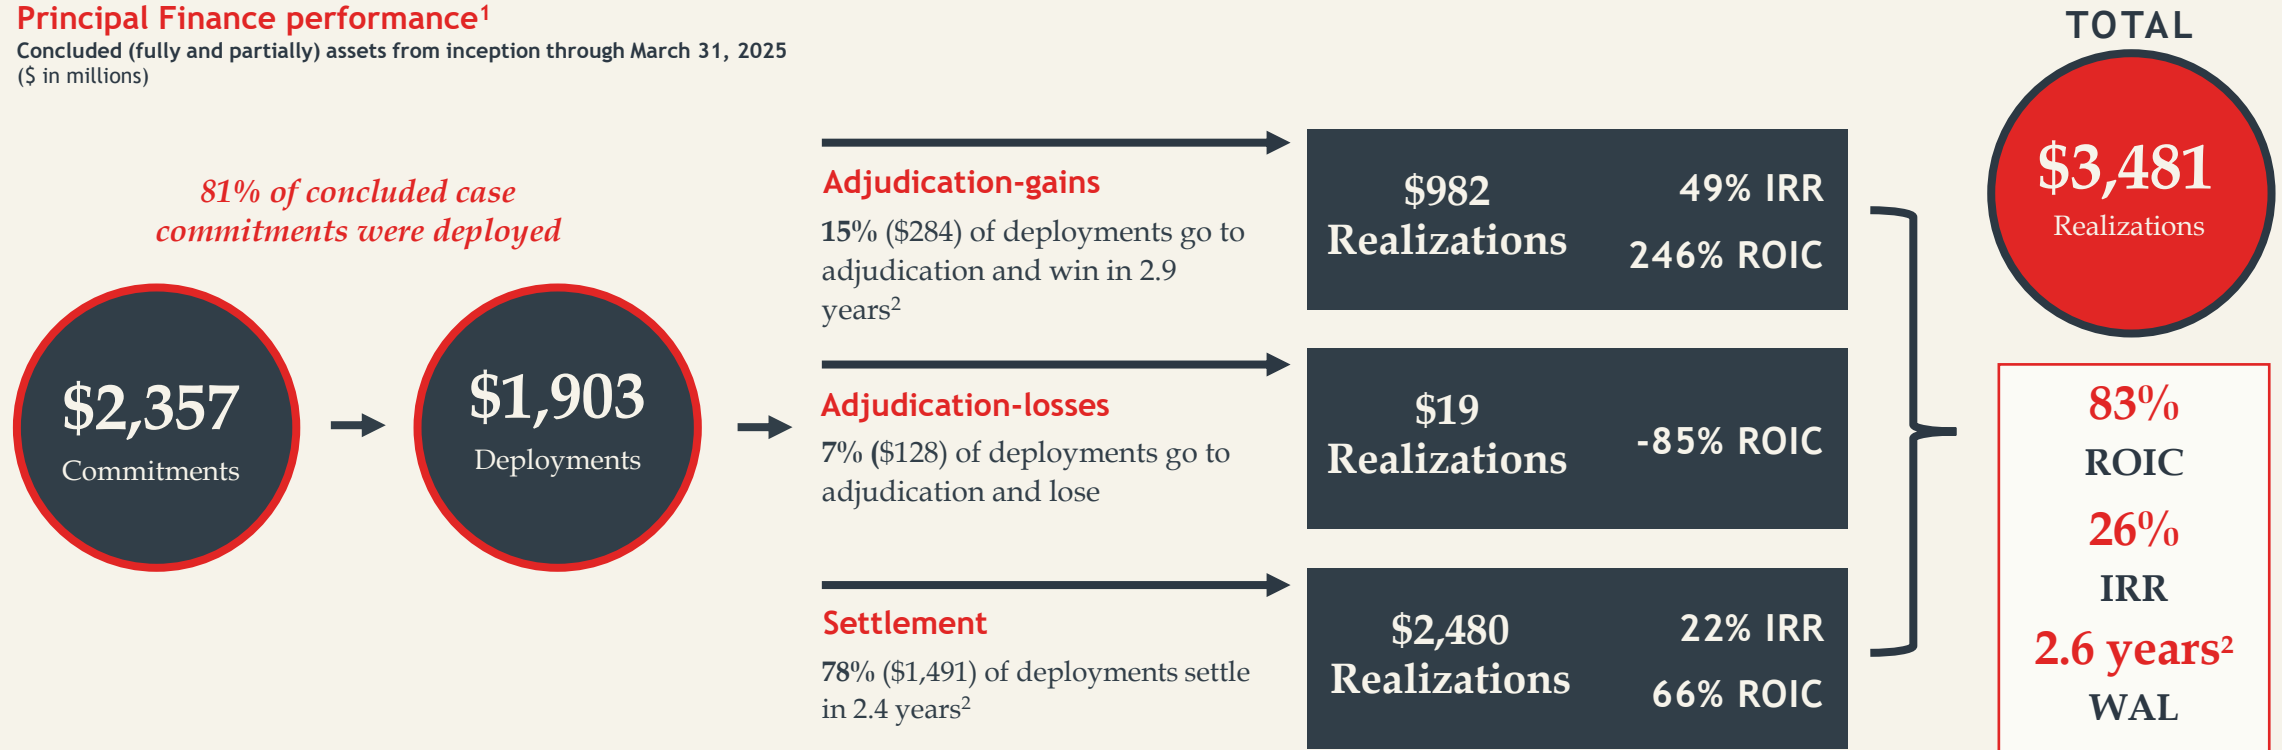 Principal Finance performance¹
Concluded (fully and partially) assets from inception through March 31, 2025
($ in millions)
81% of concluded case
commitments were deployed
$2,357
Commitments
$1,903
Deployments
Adjudication-gains
15% ($284) of deployments go to
adjudication and win in 2.9
years²
$982
Realizations
49% IRR
246% ROIC
Adjudication-losses
7% ($128) of deployments go to
adjudication and lose
$19
Realizations
-85% ROIC
Settlement
78% ($1,491) of deployments settle
in 2.4 years²
$2,480
Realizations
22% IRR
66% ROIC
TOTAL
$3,481
Realizations
83%
ROIC
26%
IRR
2.6 years²
WAL